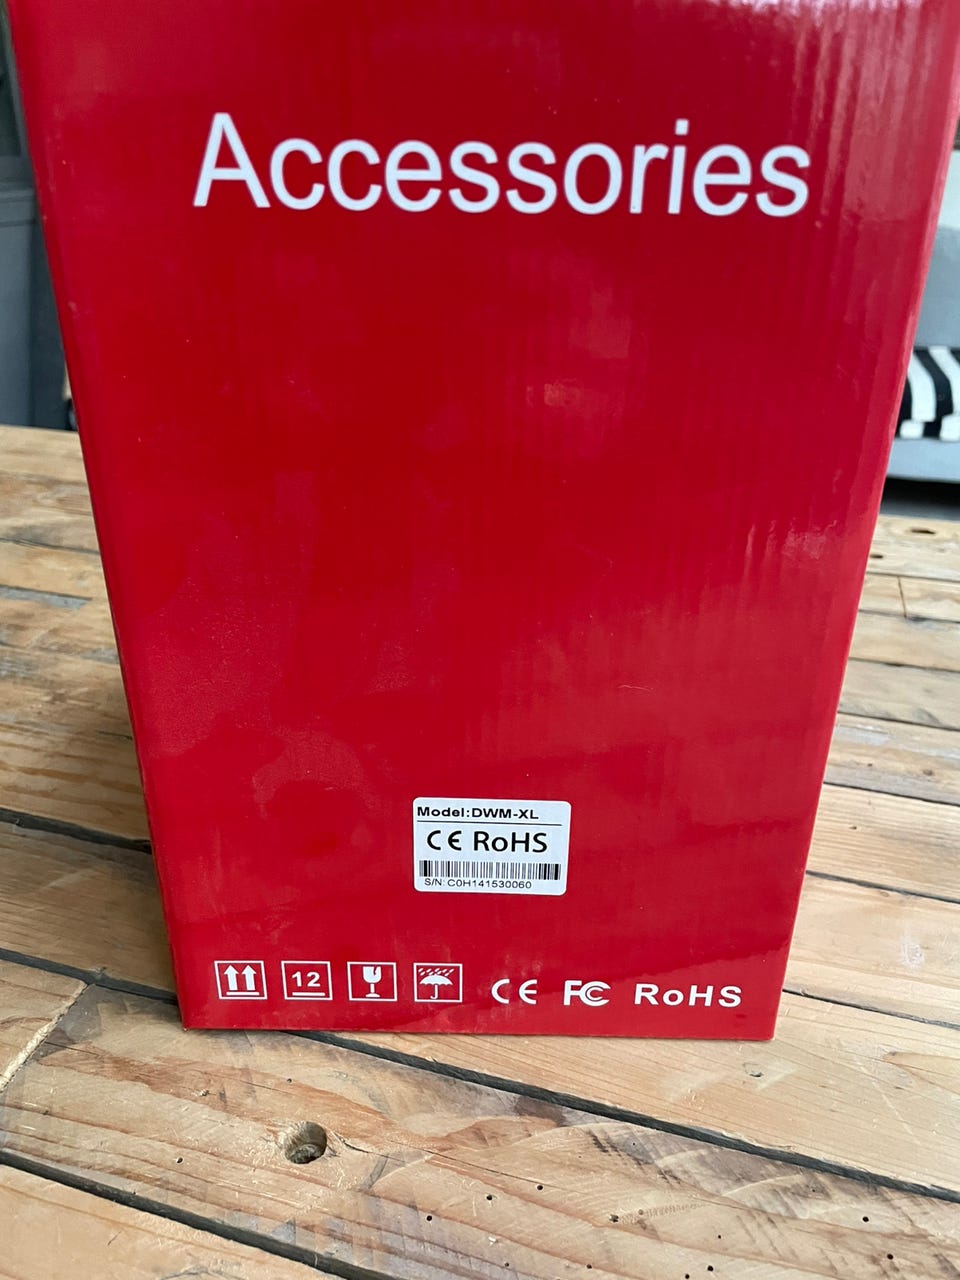 Accessories
Model:DWM-XL
CE RoHS
S/N: C0H141530060
12
CE FC RoHS